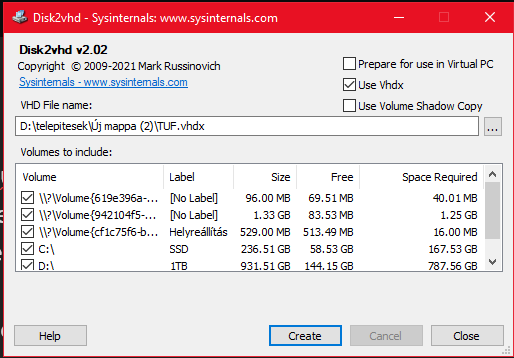 Disk2vhd - Sysinternals: www.sysinternals.com
Disk2vhd v2.02
Copyright © 2009-2021 Mark Russinovich
Sysinternals - www.sysinternals.com
Prepare for use in Virtual PC
Use Vhdx
Use Volume Shadow Copy
VHD File name:
D:\telepitesek\Új mappa (2)\TUF.vhdx
...
Volumes to include:
Volume Label Size Free Space Required
\\?\Volume{619e396a-... [No Label] 96.00 MB 69.51 MB 40.01 MB
\\?\Volume{942104f5-... [No Label] 1.33 GB 83.53 MB 1.25 GB
\\?\Volume{cf1c75f6-b... Helyreállítás 529.00 MB 513.49 MB 16.00 MB
C:\ SSD 236.51 GB 58.53 GB 167.53 GB
D:\ 1TB 931.51 GB 144.15 GB 787.56 GB
Help Create Cancel Close